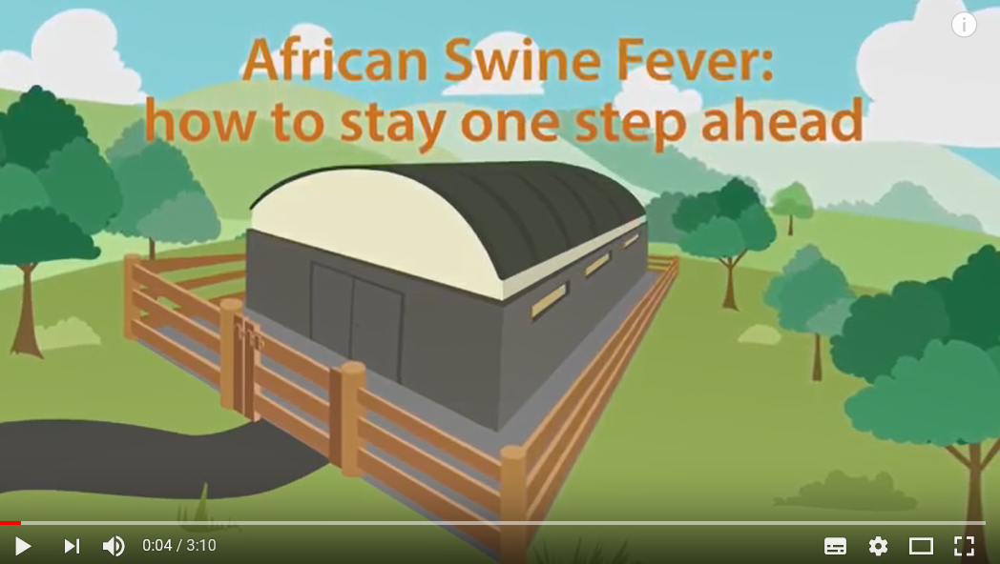 African Swine Fever:
how to stay one step ahead
0:04 / 3:10